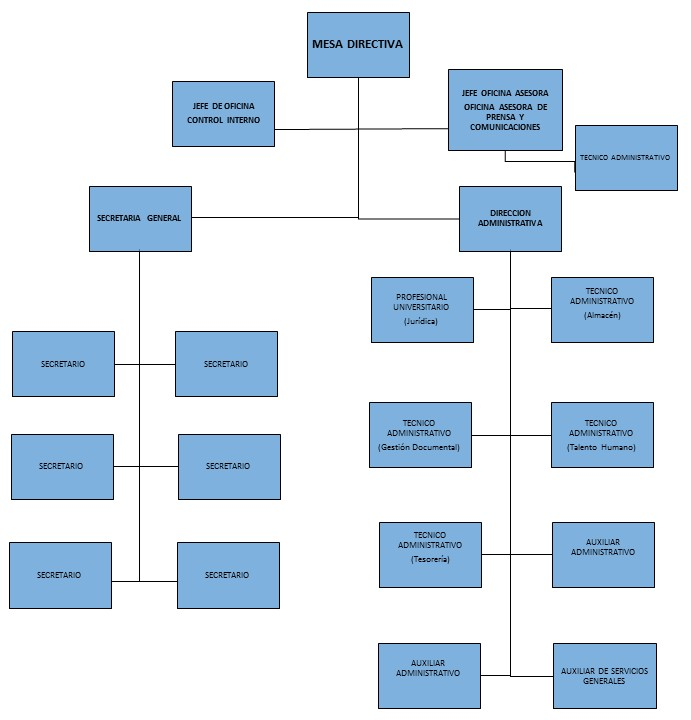 MESA DIRECTIVA
JEFE DE OFICINA
CONTROL INTERNO
JEFE OFICINA ASESORA
OFICINA ASESORA DE
PRENSA Y
COMUNICACIONES
TECNICO ADMINISTRATIVO
SECRETARIA GENERAL
DIRECCION
ADMINISTRATIVA
PROFESIONAL
UNIVERSITARIO
(Jurídica)
TECNICO
ADMINISTRATIVO
(Almacén)
SECRETARIO
SECRETARIO
TECNICO
ADMINISTRATIVO
(Gestión Documental)
TECNICO
ADMINISTRATIVO
(Talento Humano)
SECRETARIO
SECRETARIO
TECNICO
ADMINISTRATIVO
(Tesorería)
AUXILIAR
ADMINISTRATIVO
SECRETARIO
SECRETARIO
AUXILIAR
ADMINISTRATIVO
AUXILIAR DE SERVICIOS
GENERALES